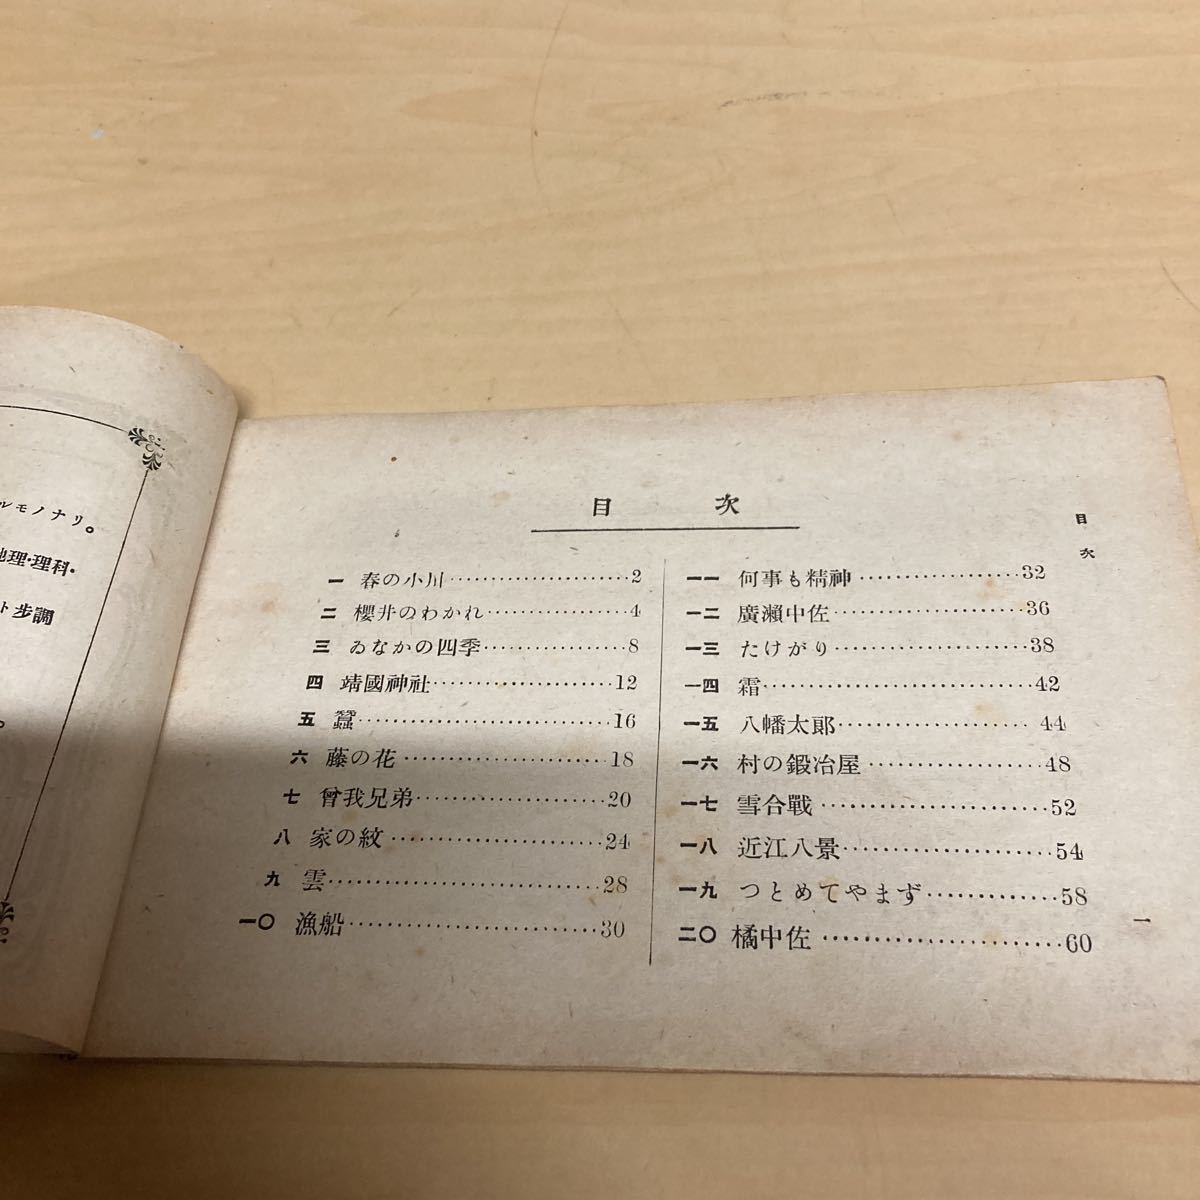 ルモノナリ。
地理・理科・
ト步調
目次
目次
一 春の小川 2
二 櫻井のわかれ 4
三 ゐなかの四季 8
四 靖國神社 12
五 蠶 16
六 藤の花 18
七 曾我兄弟 20
八 家の紋 24
九 雲 28
一〇 漁船 30
一一 何事も精神 32
一二 廣瀬中佐 36
一三 たけがり 38
一四 霜 42
一五 八幡太郎 44
一六 村の鍛冶屋 48
一七 雪合戰 52
一八 近江八景 54
一九 つとめてやまず 58
二〇 橘中佐 60
一